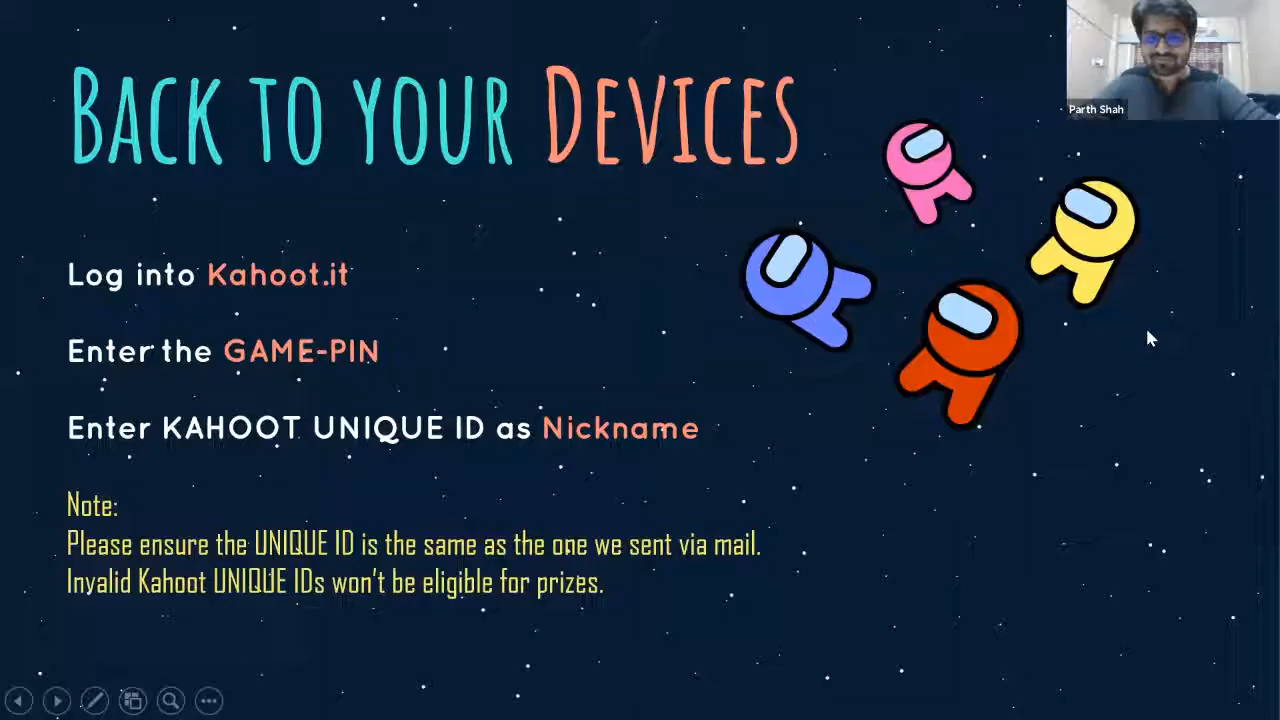 BACK TO YOUR DEVICES
Parth Shah
Log into Kahoot.it
Enter the GAME-PIN
Enter KAHOOT UNIQUE ID as Nickname
Note:
Please ensure the UNIQUE ID is the same as the one we sent via mail.
Invalid Kahoot UNIQUE IDs won't be eligible for prizes.